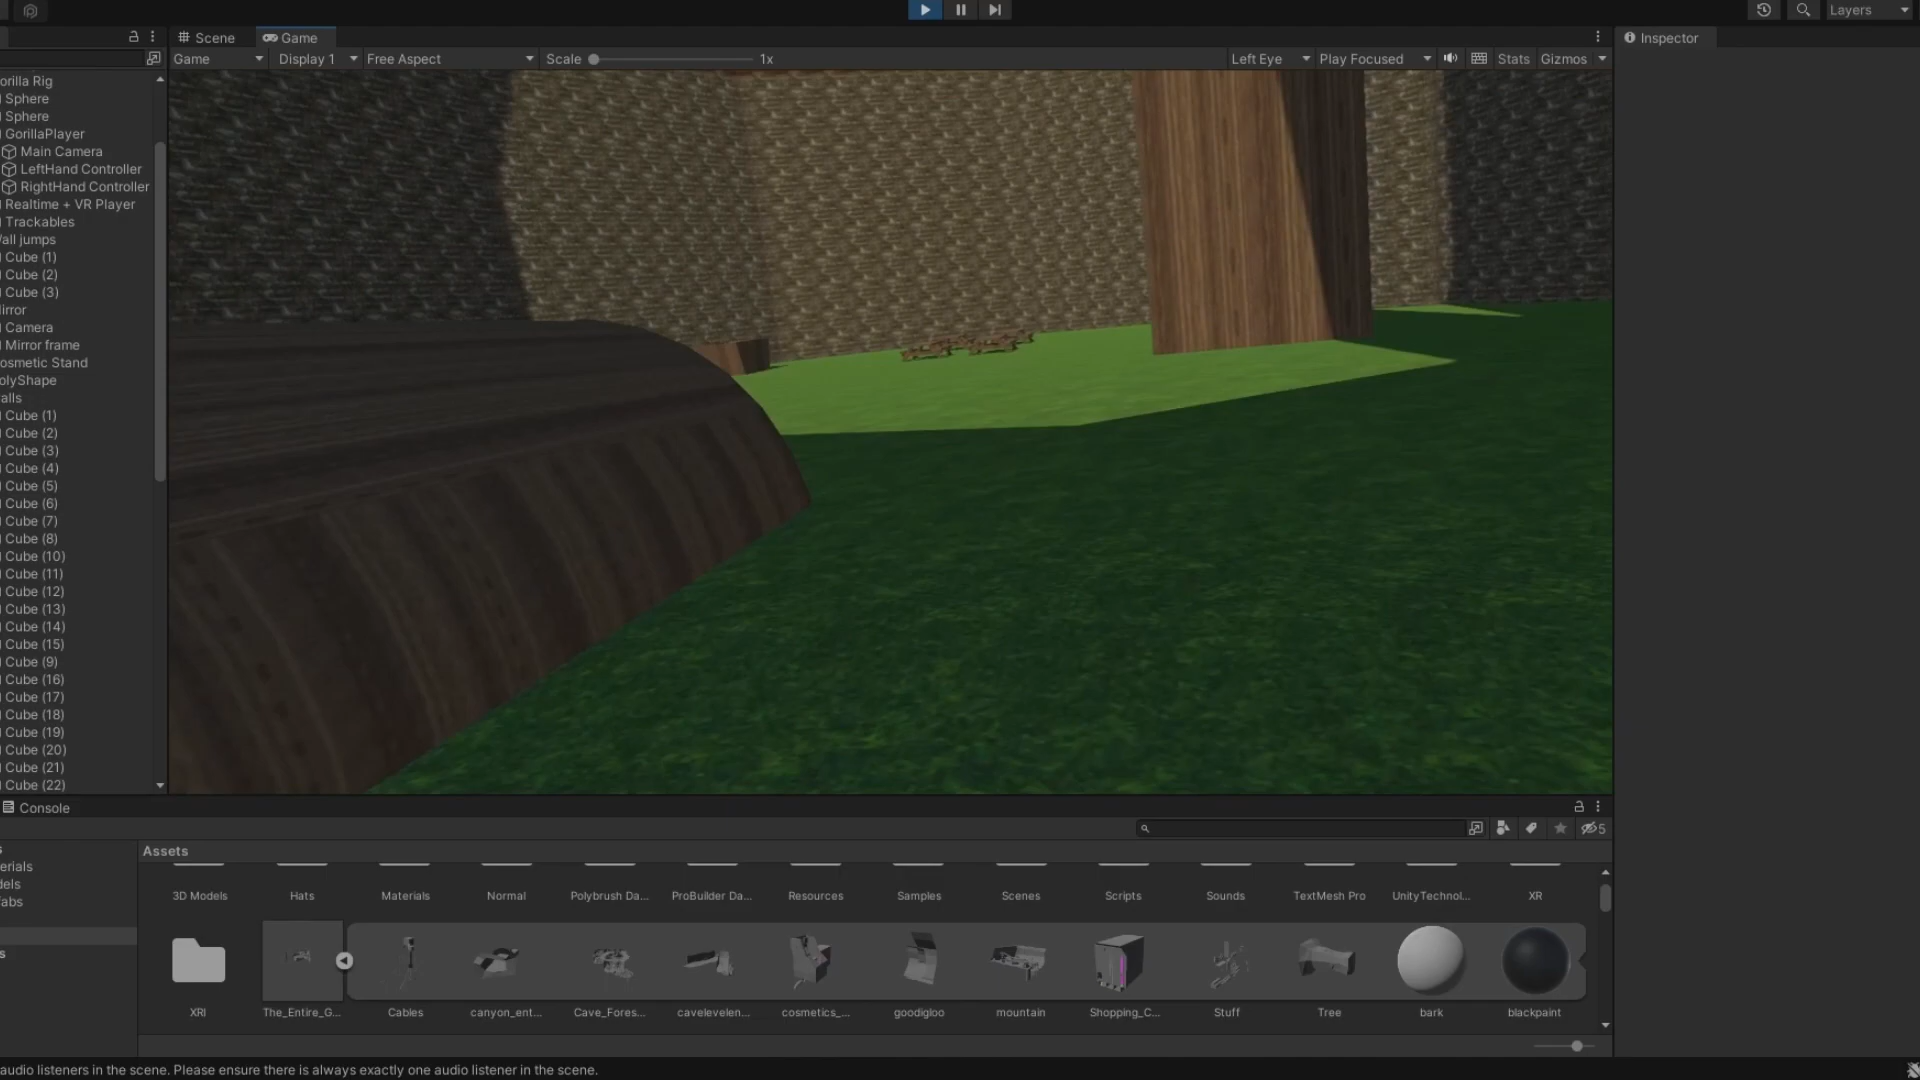 Layers
Scene
Game
Inspector
Game
Display 1
Free Aspect
Scale
1x
Left Eye
Play Focused
Stats
Gizmos
orilla Rig
Sphere
Sphere
GorillaPlayer
Main Camera
LeftHand Controller
RightHand Controller
Realtime + VR Player
Trackables
all jumps
Cube (1)
Cube (2)
Cube (3)
irror
Camera
Mirror frame
osmetic Stand
olyShape
alls
Cube (1)
Cube (2)
Cube (3)
Cube (4)
Cube (5)
Cube (6)
Cube (7)
Cube (8)
Cube (10)
Cube (11)
Cube (12)
Cube (13)
Cube (14)
Cube (15)
Cube (9)
Cube (16)
Cube (17)
Cube (18)
Cube (19)
Cube (20)
Cube (21)
Cube (22)
Console
5
s
erials
dels
fabs
s
Assets
3D Models
Hats
Materials
Normal
Polybrush Da...
ProBuilder Da...
Resources
Samples
Scenes
Scripts
Sounds
TextMesh Pro
UnityTechnol...
XR
XRI
The_Entire_G...
Cables
canyon_ent...
Cave_Fores...
cavelevelen...
cosmetics_...
goodigloo
mountain
Shopping_C...
Stuff
Tree
bark
blackpaint
audio listeners in the scene. Please ensure there is always exactly one audio listener in the scene.